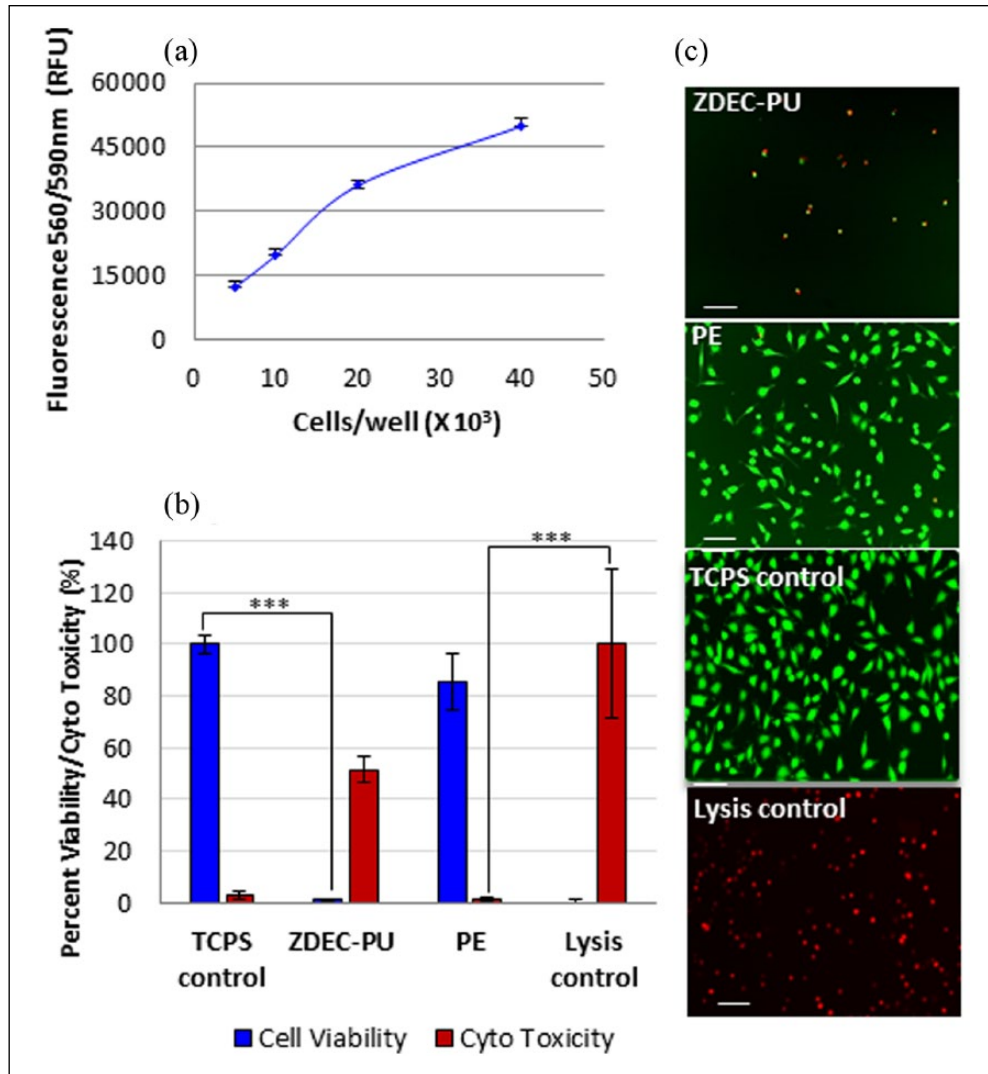 (a)
Fluorescence 560/590nm (RFU)
60000
45000
30000
15000
0
0 10 20 30 40 50
Cells/well (X 10³)
(b)
Percent Viability/Cyto Toxicity (%)
140
120
100
80
60
40
20
0
***
***
TCPS control
ZDEC-PU
PE
Lysis control
Cell Viability
Cyto Toxicity
(c)
ZDEC-PU
PE
TCPS control
Lysis control